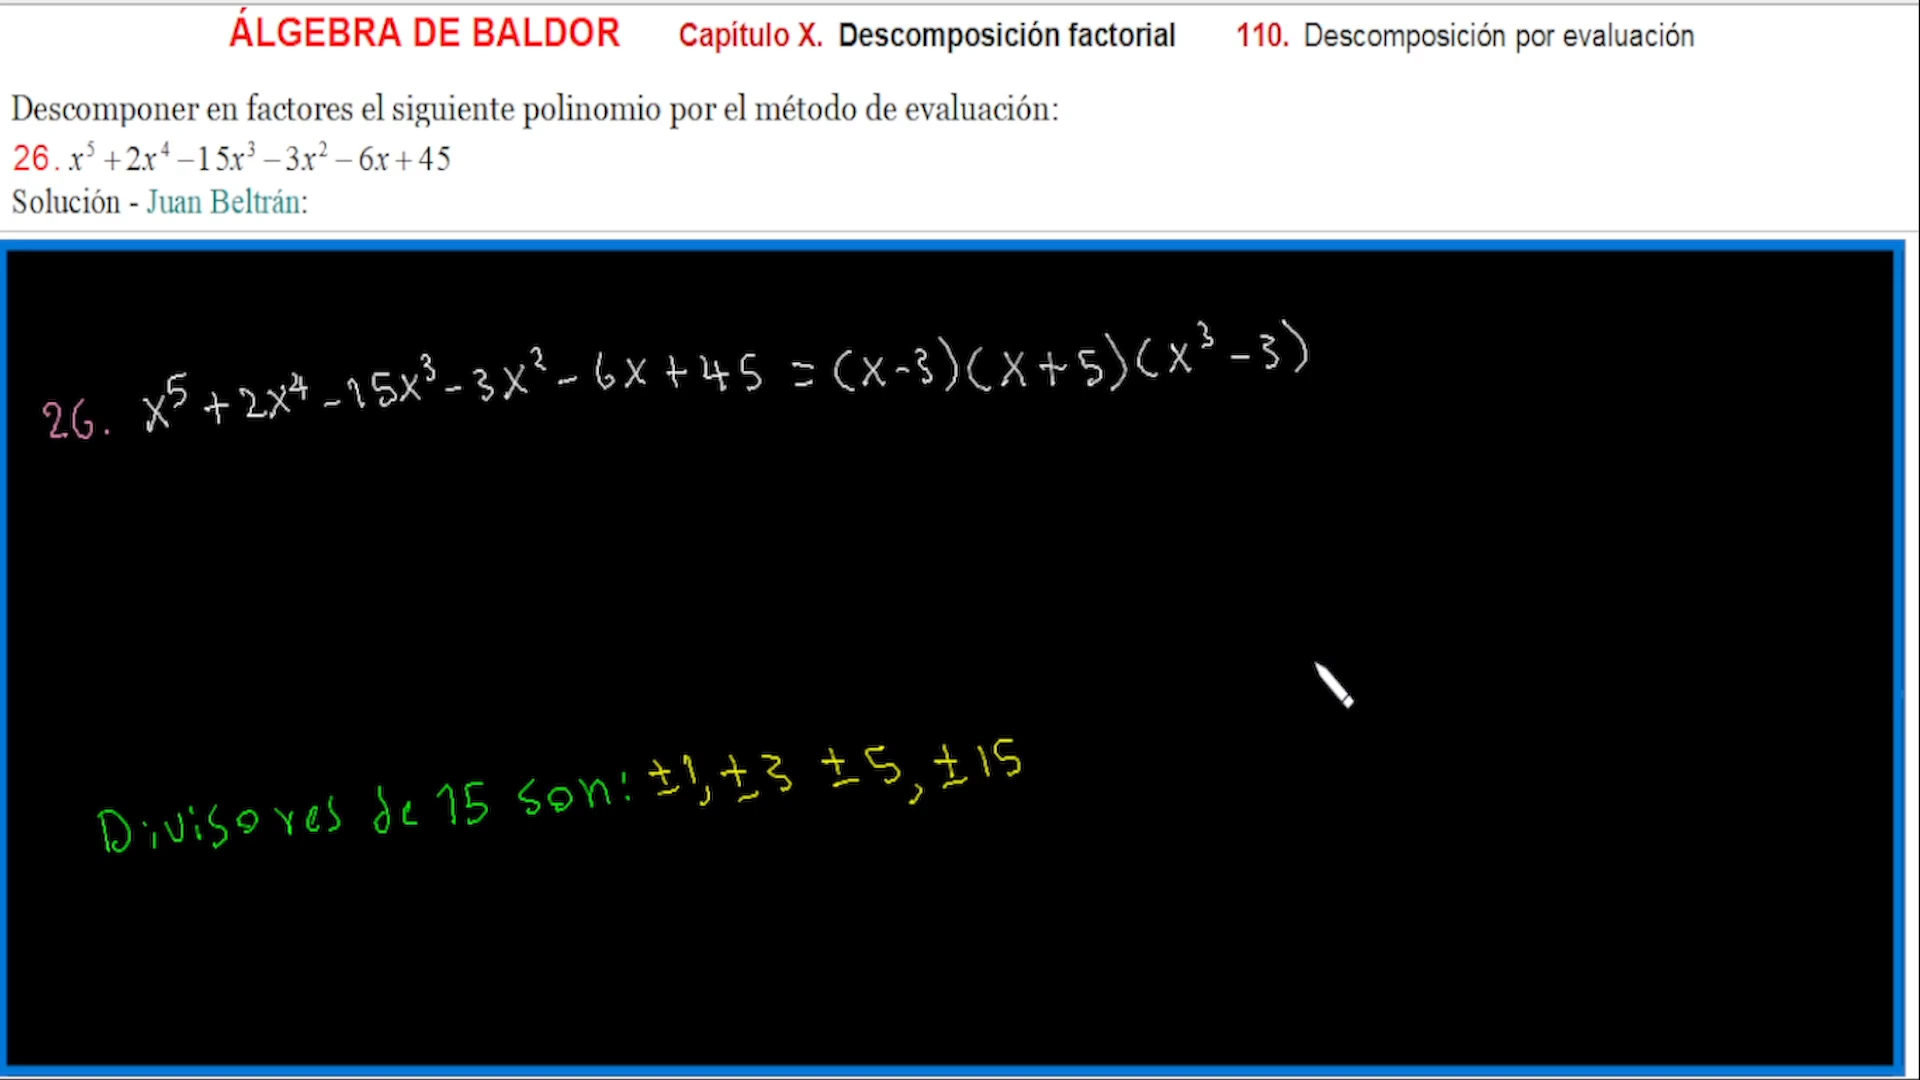 ÁLGEBRA DE BALDOR Capítulo X. Descomposición factorial 110. Descomposición por evaluación
Descomponer en factores el siguiente polinomio por el método de evaluación:
26. x⁵ + 2x⁴ – 15x³ – 3x² – 6x + 45
Solución - Juan Beltrán:
26. x⁵ + 2x⁴ - 15x³ - 3x² - 6x + 45 = (x-3)(x+5)(x³-3)
Divisores de 15 son: ±1, ±3 ±5, ±15